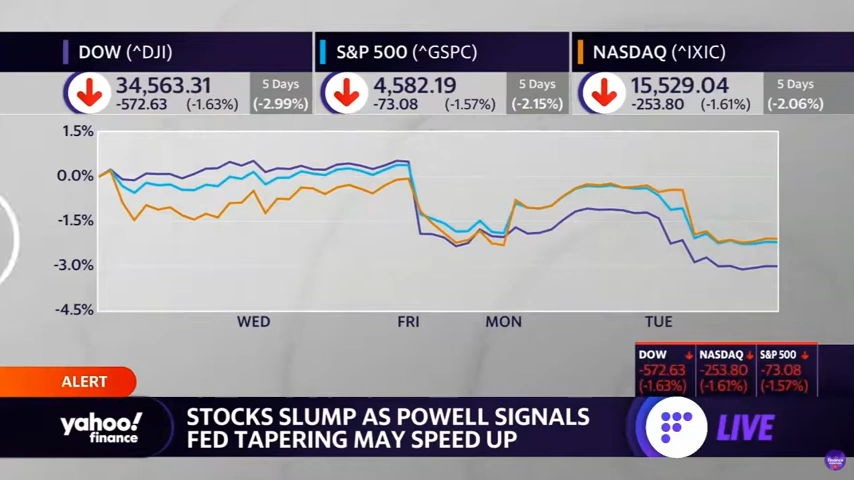 DOW (^DJI)
34,563.31
-572.63 (-1.63%)
5 Days
(-2.99%)
S&P 500 (^GSPC)
4,582.19
-73.08 (-1.57%)
5 Days
(-2.15%)
NASDAQ (^IXIC)
15,529.04
-253.80 (-1.61%)
5 Days
(-2.06%)
1.5%
0.0%
-1.5%
-3.0%
-4.5%
WED FRI MON TUE
DOW NASDAQ S&P 500
-572.63 -253.80 -73.08
(-1.63%) (-1.61%) (-1.57%)
ALERT
yahoo!
finance
STOCKS SLUMP AS POWELL SIGNALS
FED TAPERING MAY SPEED UP
LIVE